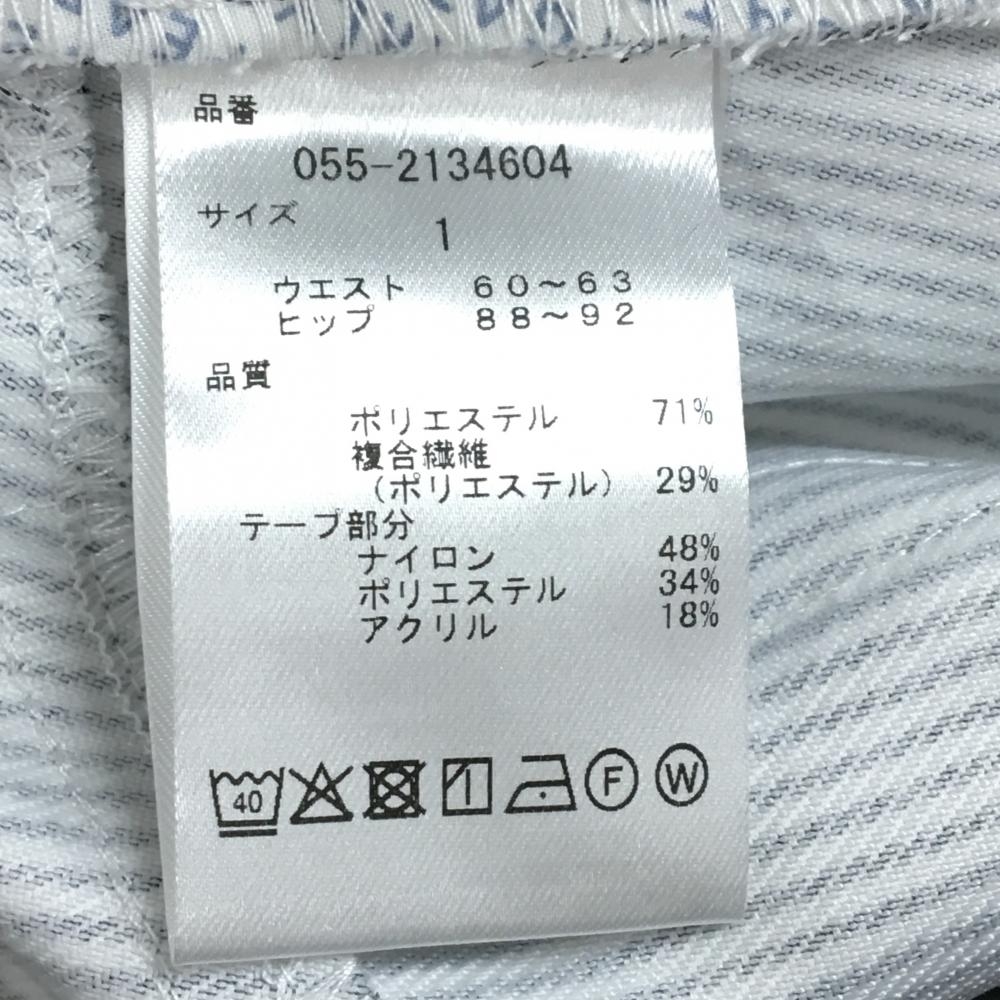 品番
055-2134604
サイズ
1
ウエスト 60～63
ヒップ 88～92
品質
ポリエステル 71%
複合繊維
（ポリエステル） 29%
テープ部分
ナイロン 48%
ポリエステル 34%
アクリル 18%
40 F W